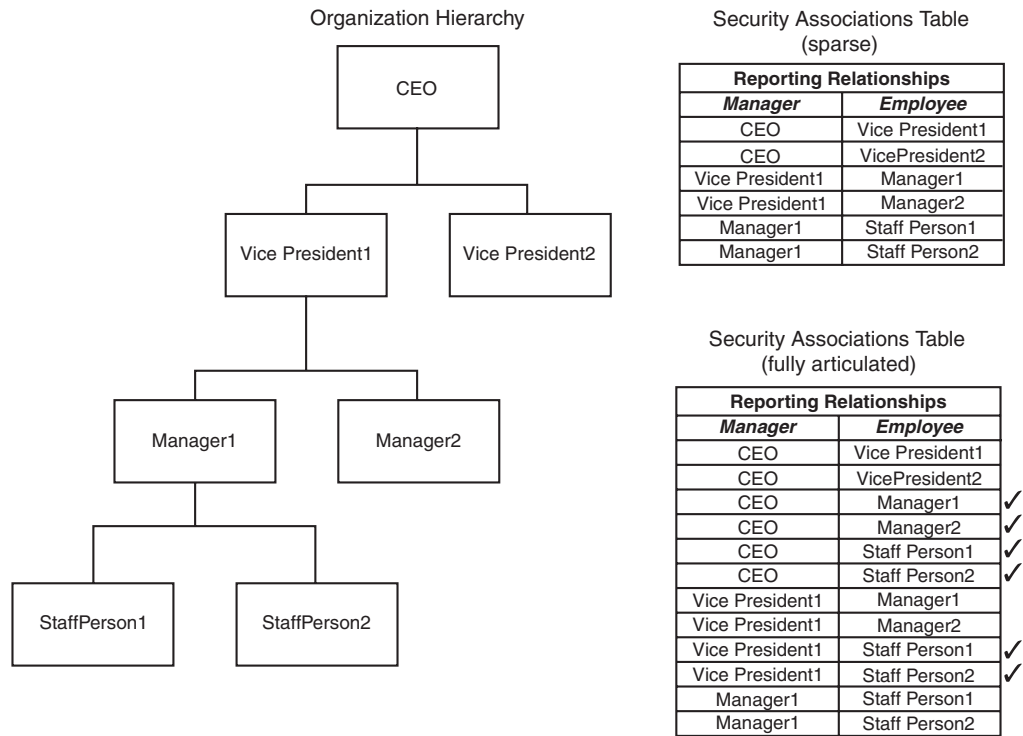 Organization Hierarchy
CEO
Vice President1
Vice President2
Manager1
Manager2
StaffPerson1
StaffPerson2
Security Associations Table
(sparse)
Reporting Relationships
Manager Employee
CEO Vice President1
CEO VicePresident2
Vice President1 Manager1
Vice President1 Manager2
Manager1 Staff Person1
Manager1 Staff Person2
Security Associations Table
(fully articulated)
Reporting Relationships
Manager Employee
CEO Vice President1
CEO VicePresident2
CEO Manager1 ✓
CEO Manager2 ✓
CEO Staff Person1 ✓
CEO Staff Person2 ✓
Vice President1 Manager1
Vice President1 Manager2
Vice President1 Staff Person1 ✓
Vice President1 Staff Person2 ✓
Manager1 Staff Person1
Manager1 Staff Person2